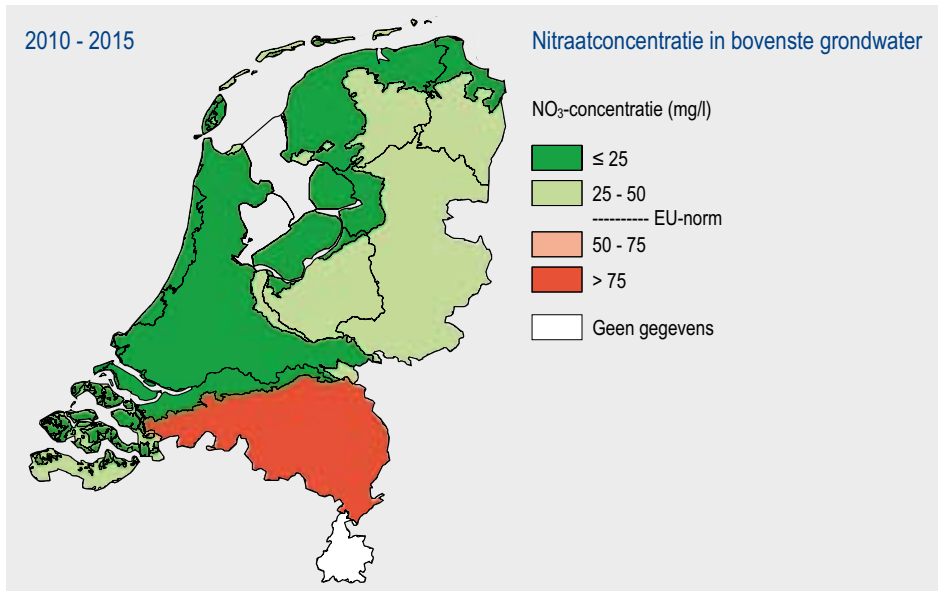 2010 - 2015
Nitraatconcentratie in bovenste grondwater
NO₃-concentratie (mg/l)
≤ 25
25 - 50
---------- EU-norm
50 - 75
> 75
Geen gegevens